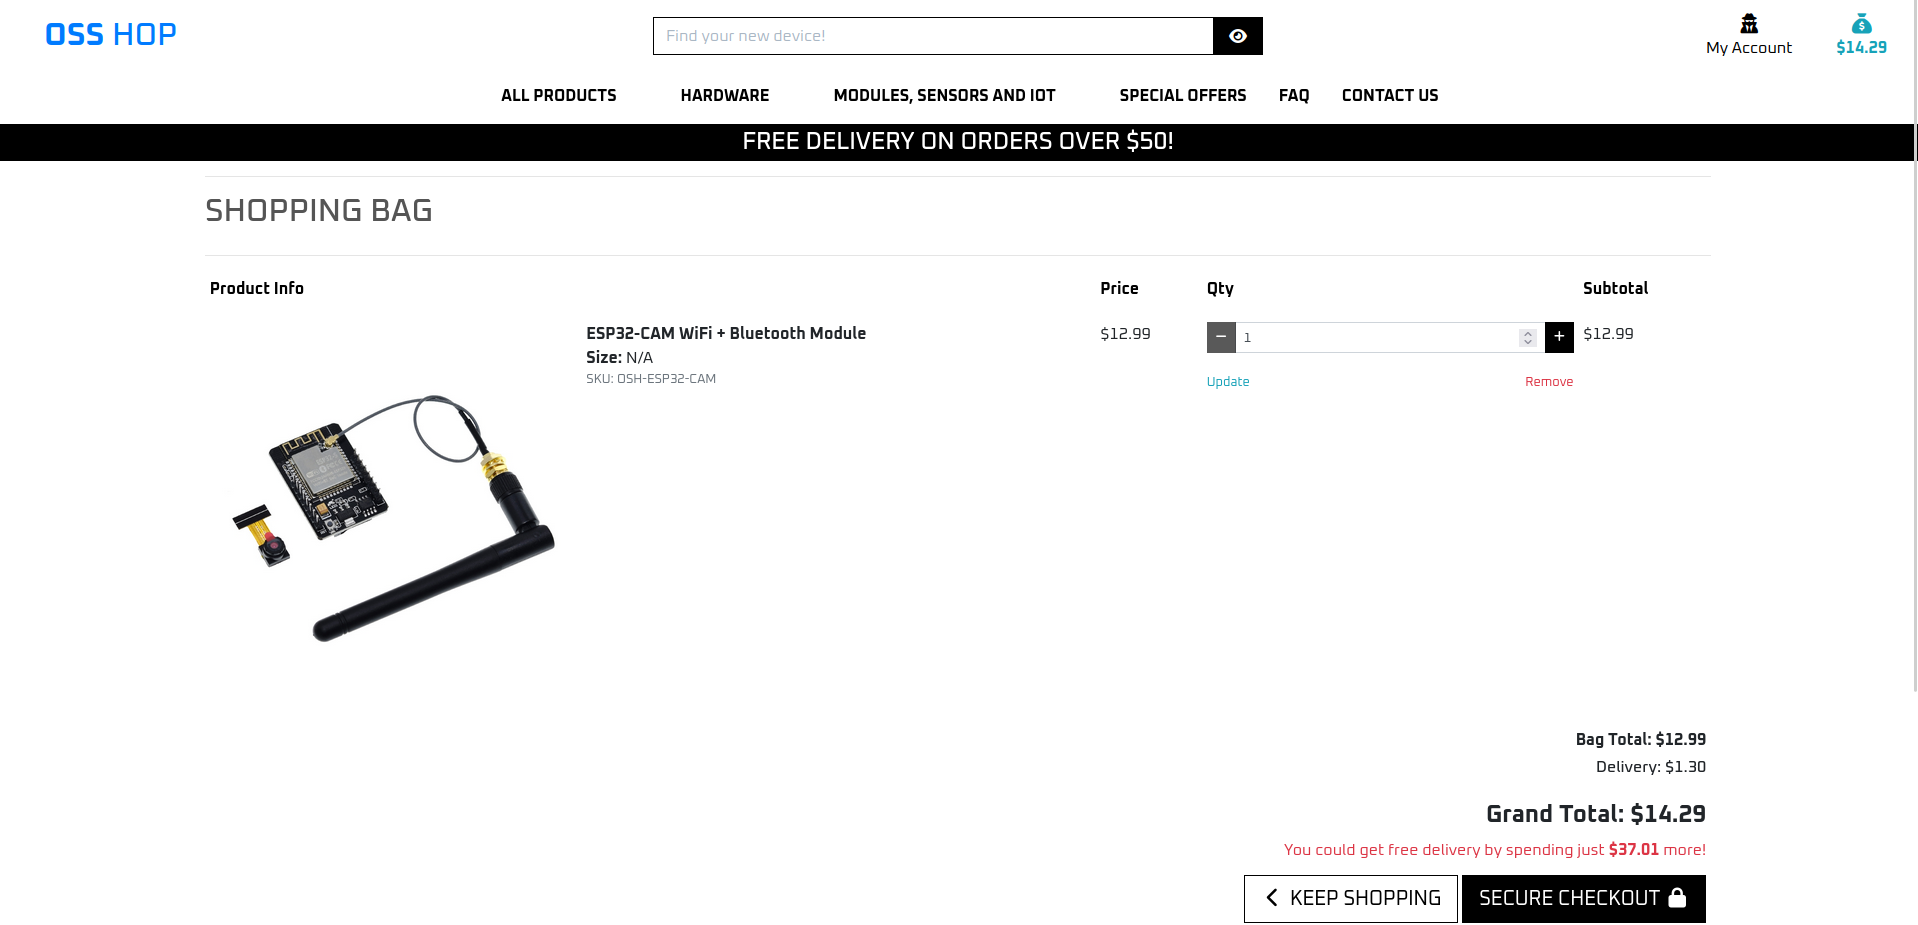 OSS HOP
Find your new device!
My Account
$
$14.29
ALL PRODUCTS HARDWARE MODULES, SENSORS AND IOT SPECIAL OFFERS FAQ CONTACT US
FREE DELIVERY ON ORDERS OVER $50!
SHOPPING BAG
Product Info Price Qty Subtotal
ESP32-CAM WiFi + Bluetooth Module $12.99 − 1 + $12.99
Size: N/A
SKU: OSH-ESP32-CAM
Update Remove
Bag Total: $12.99
Delivery: $1.30
Grand Total: $14.29
You could get free delivery by spending just $37.01 more!
KEEP SHOPPING SECURE CHECKOUT